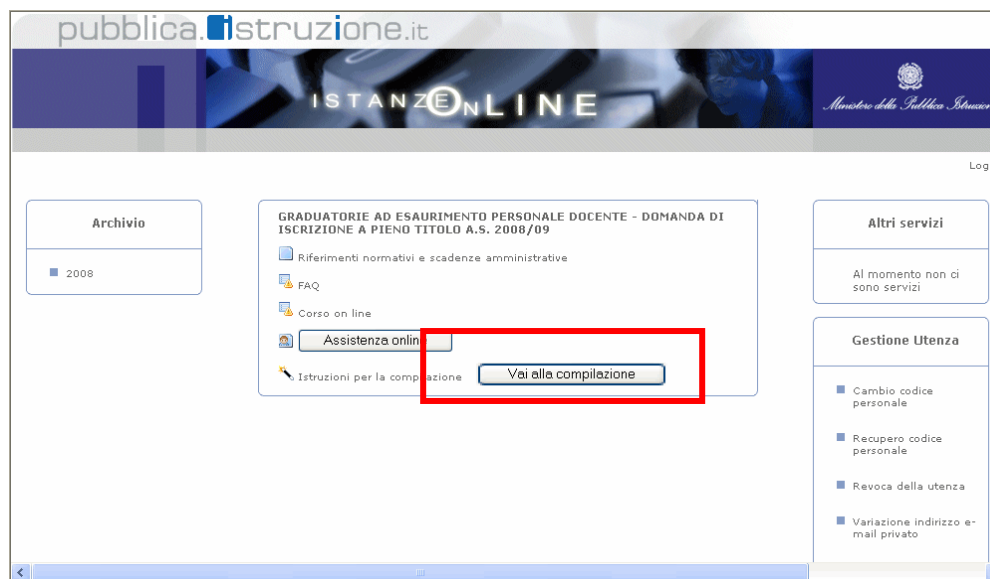 pubblica.istruzione.it
ISTANZE ONLINE
Ministero della Pubblica Istruzion
Log
Archivio
2008
GRADUATORIE AD ESAURIMENTO PERSONALE DOCENTE - DOMANDA DI
ISCRIZIONE A PIENO TITOLO A.S. 2008/09
Riferimenti normativi e scadenze amministrative
FAQ
Corso on line
Assistenza online
Istruzioni per la compilazione
Vai alla compilazione
Altri servizi
Al momento non ci
sono servizi
Gestione Utenza
Cambio codice
personale
Recupero codice
personale
Revoca della utenza
Variazione indirizzo e-
mail privato